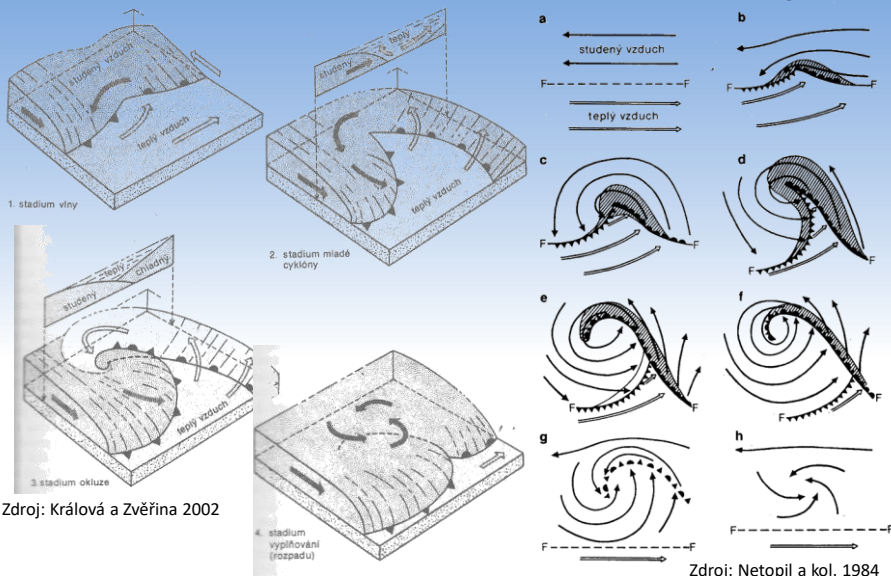 studený vzduch
teplý vzduch
1. stadium vlny
teplý
studený
teplý vzduch
2. stadium mladé
cyklóny
teplý
chladný
studený
teplý vzduch
3. stadium okluze
4. stadium
vyplňování
(rozpadu)
Zdroj: Králová a Zvěřina 2002
a
studený vzduch
F F
teplý vzduch
b
F F
c
F F
d
F F
e
F F
f
F F
g
F F
h
F F
Zdroj: Netopil a kol. 1984